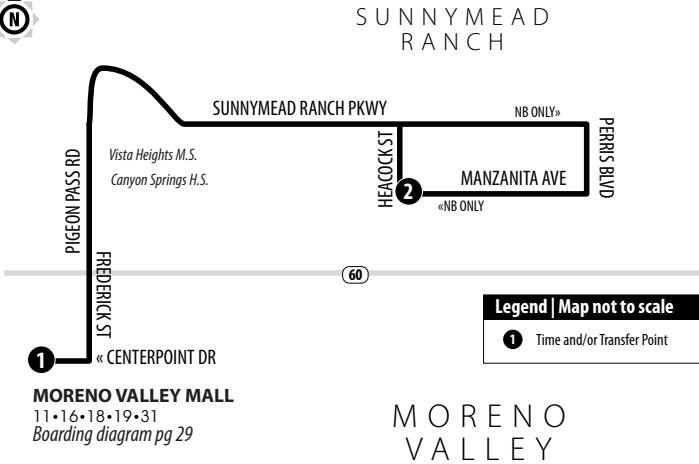 N
SUNNYMEAD
RANCH
SUNNYMEAD RANCH PKWY
NB ONLY»
PERRIS BLVD
HEACOCK ST
Vista Heights M.S.
Canyon Springs H.S.
PIGEON PASS RD
MANZANITA AVE
2
«NB ONLY
60
FREDERICK ST
Legend | Map not to scale
1 Time and/or Transfer Point
1
« CENTERPOINT DR
MORENO VALLEY MALL
11•16•18•19•31
Boarding diagram pg 29
MORENO
VALLEY